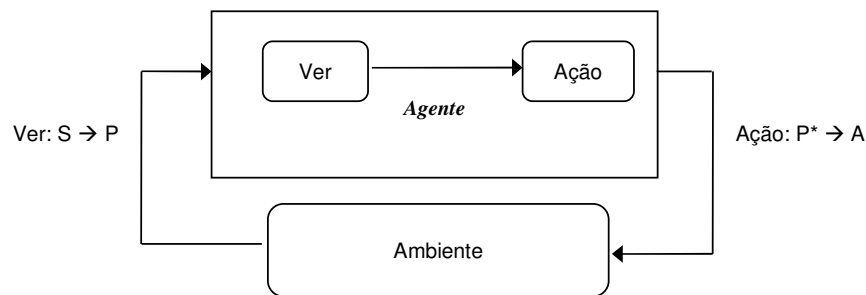 Ver
Ação
Agente
Ver: S → P
Ação: P* → A
Ambiente